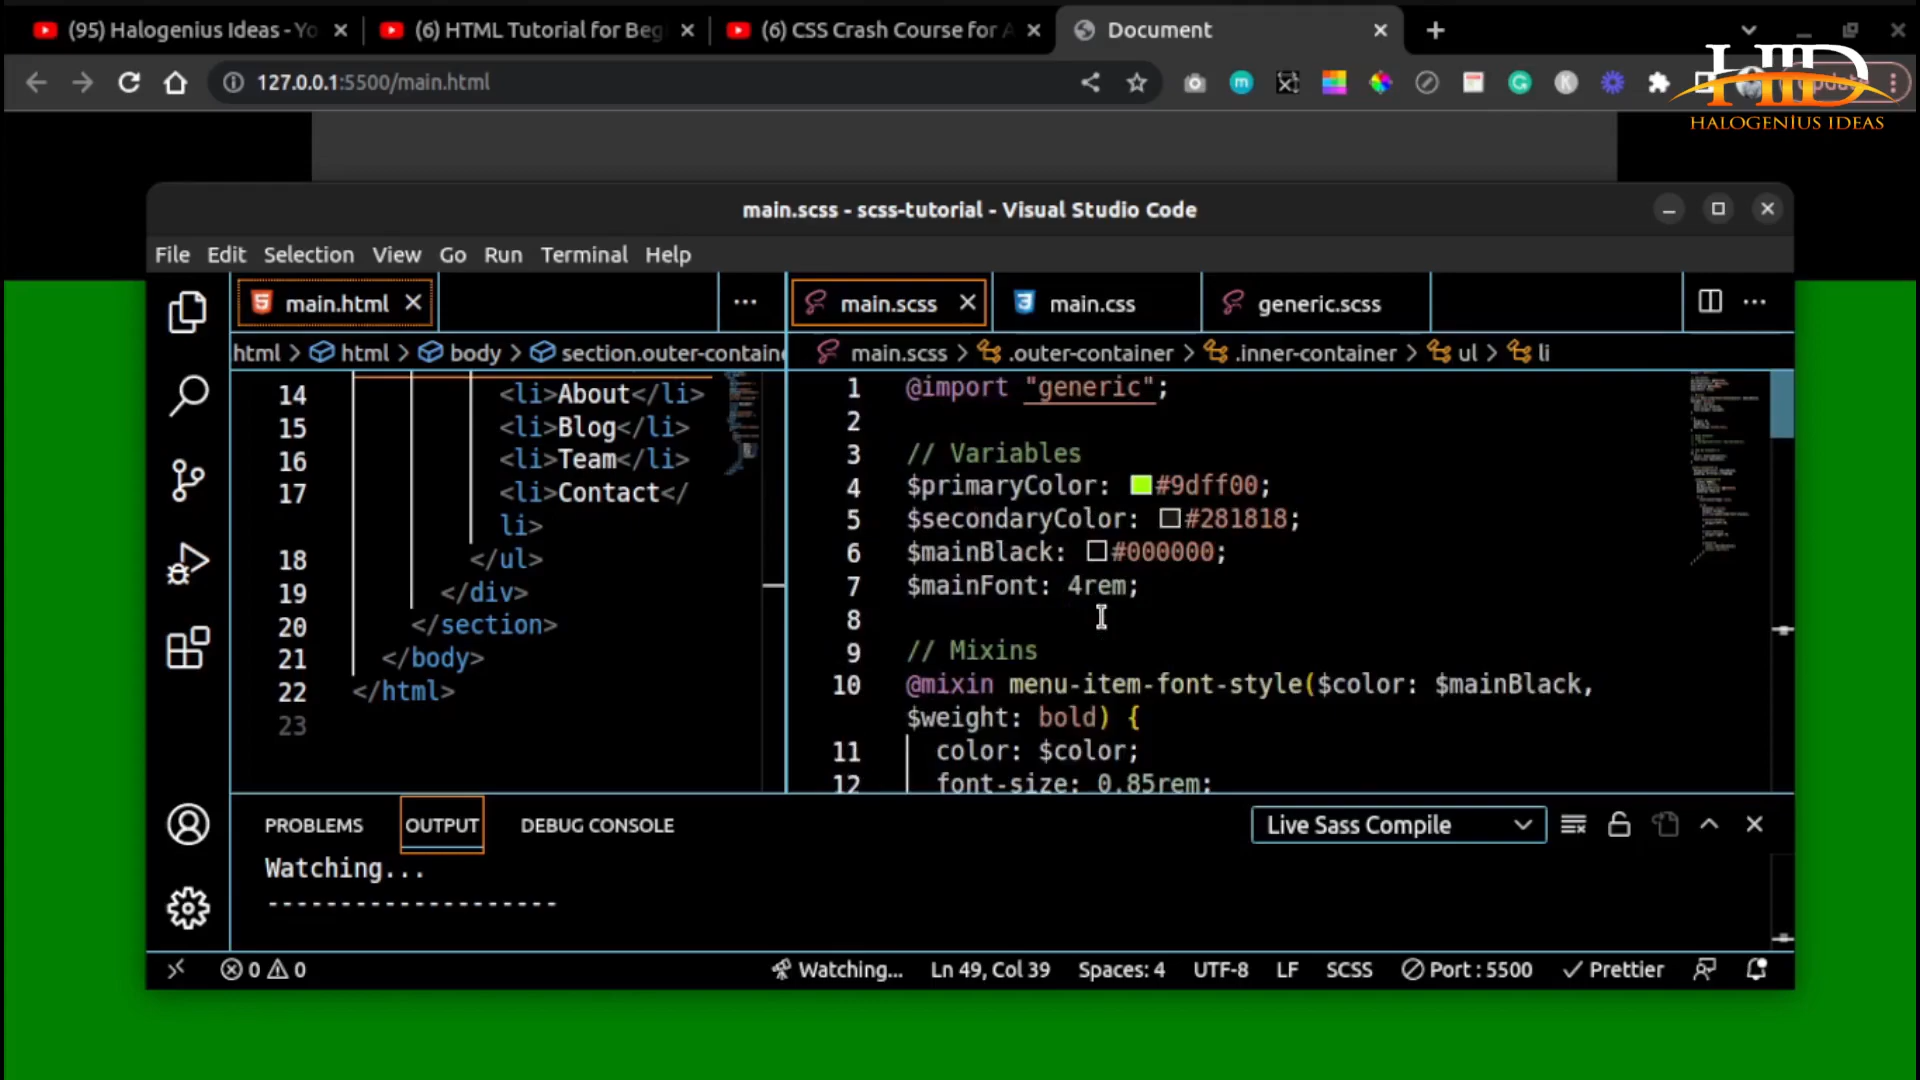 (95) Halogenius Ideas - Yo
(6) HTML Tutorial for Beg
(6) CSS Crash Course for A
Document
127.0.0.1:5500/main.html
HID
HALOGENIUS IDEAS
main.scss - scss-tutorial - Visual Studio Code
File Edit Selection View Go Run Terminal Help
main.html
main.scss
main.css
generic.scss
html > html > body > section.outer-containe
main.scss > .outer-container > .inner-container > ul > li
14 <li>About</li>
15 <li>Blog</li>
16 <li>Team</li>
17 <li>Contact</
li>
18 </ul>
19 </div>
20 </section>
21 </body>
22 </html>
23
1 @import "generic";
2
3 // Variables
4 $primaryColor: #9dff00;
5 $secondaryColor: #281818;
6 $mainBlack: #000000;
7 $mainFont: 4rem;
8
9 // Mixins
10 @mixin menu-item-font-style($color: $mainBlack,
$weight: bold) {
11 color: $color;
12 font-size: 0.85rem;
PROBLEMS OUTPUT DEBUG CONSOLE
Live Sass Compile
Watching...
--------------------
0 0
Watching... Ln 49, Col 39 Spaces: 4 UTF-8 LF SCSS Port : 5500 Prettier